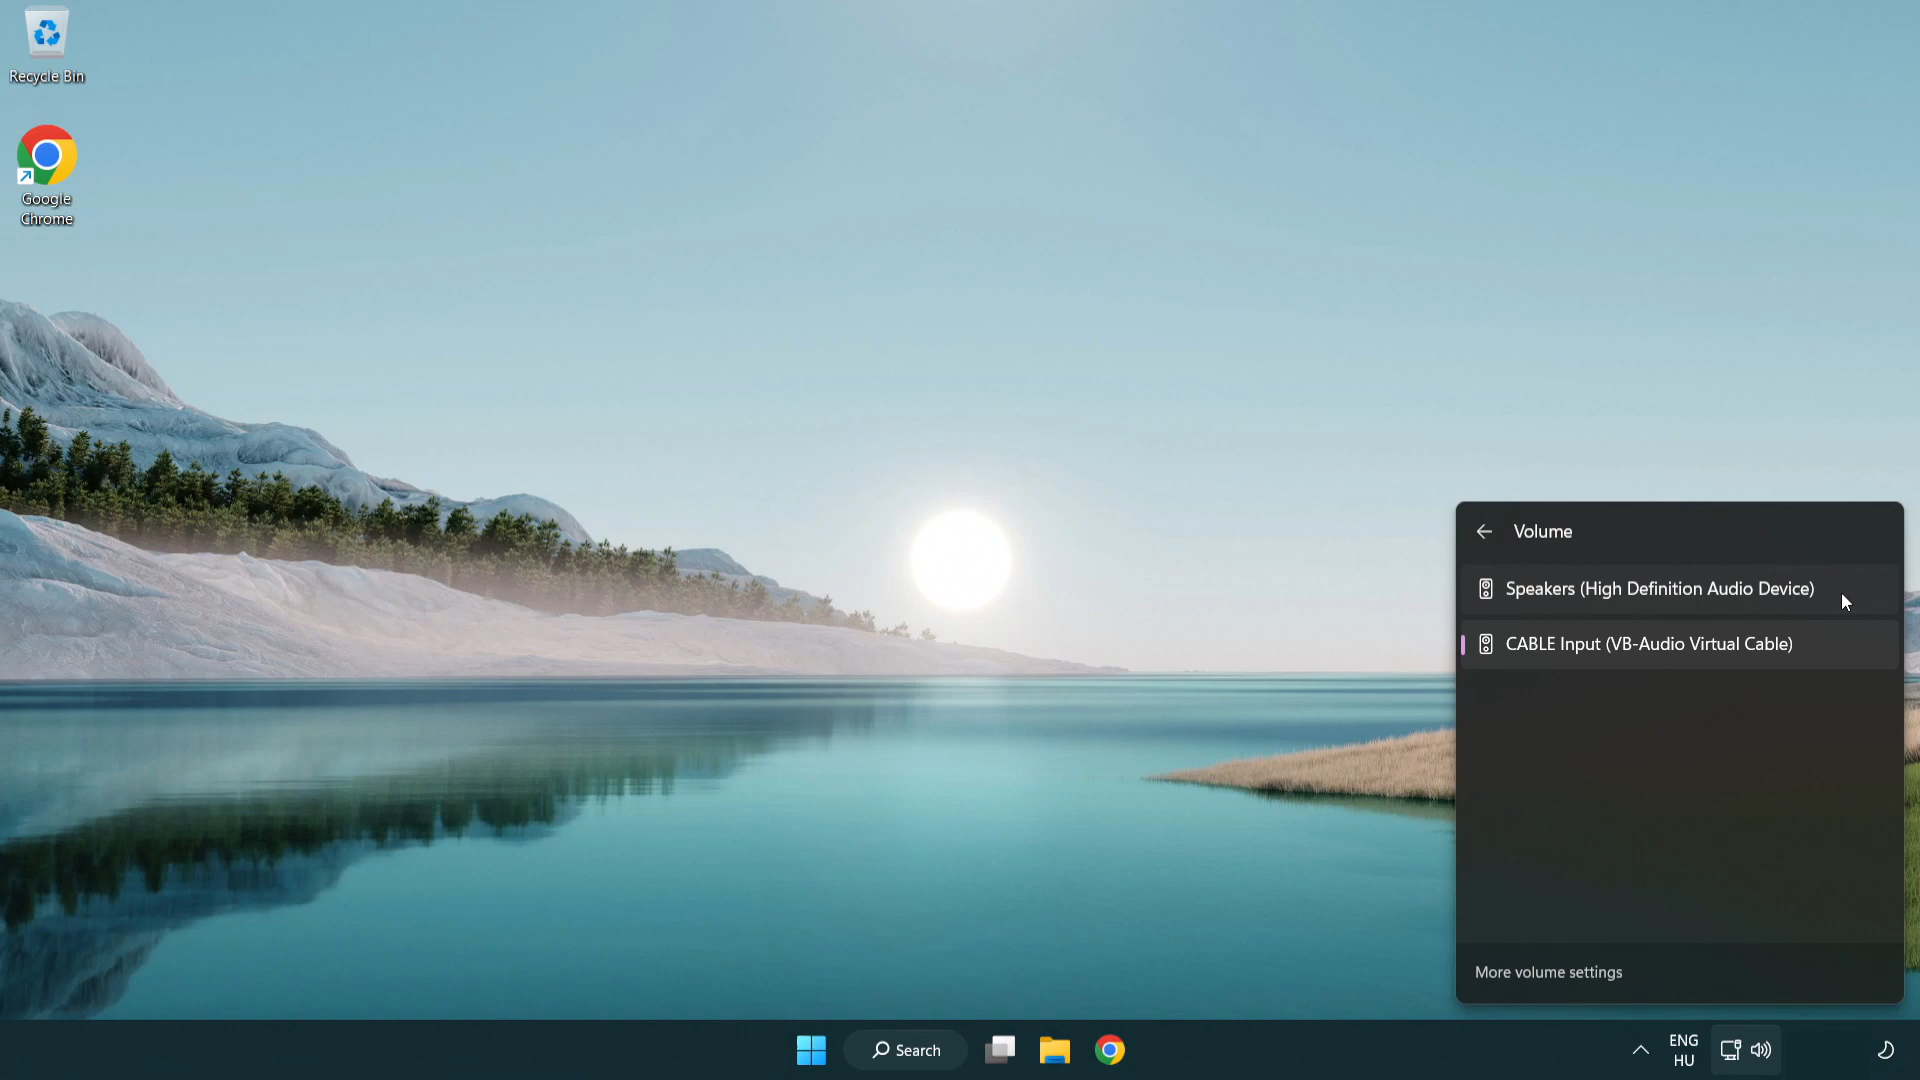 Recycle Bin
Google
Chrome
Volume
Speakers (High Definition Audio Device)
CABLE Input (VB-Audio Virtual Cable)
More volume settings
Search
ENG
HU